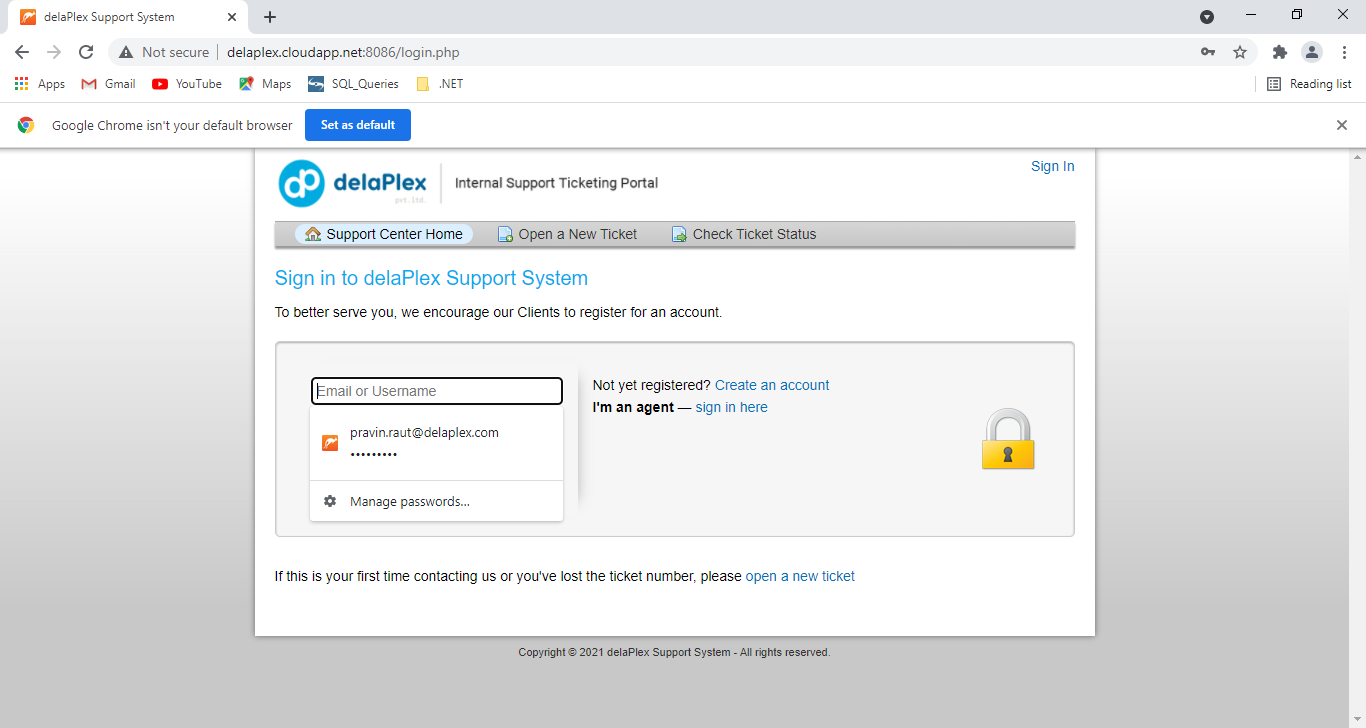 delaPlex Support System
Not secure
delaplex.cloudapp.net:8086/login.php
Apps Gmail YouTube Maps SQL_Queries .NET Reading list
Google Chrome isn't your default browser Set as default
delaPlex
pvt.ltd.
Internal Support Ticketing Portal
Sign In
Support Center Home Open a New Ticket Check Ticket Status
Sign in to delaPlex Support System
To better serve you, we encourage our Clients to register for an account.
Email or Username
pravin.raut@delaplex.com
•••••••••
Manage passwords...
Not yet registered? Create an account
I'm an agent — sign in here
If this is your first time contacting us or you've lost the ticket number, please open a new ticket
Copyright © 2021 delaPlex Support System - All rights reserved.